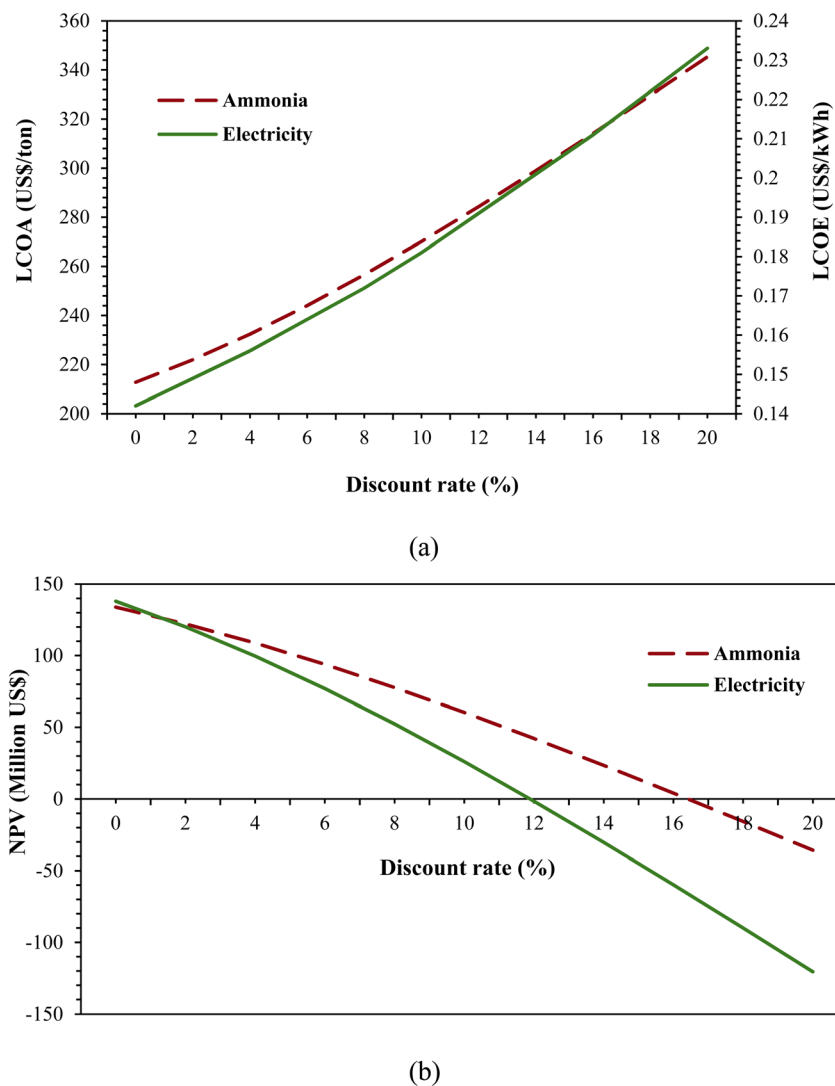 360
340
320
300
280
260
240
220
200
LCOA (US$/ton)
Ammonia
Electricity
0.24
0.23
0.22
0.21
0.2
0.19
0.18
0.17
0.16
0.15
0.14
LCOE (US$/kWh)
0 2 4 6 8 10 12 14 16 18 20
Discount rate (%)
(a)
150
100
50
0
-50
-100
-150
NPV (Million US$)
Ammonia
Electricity
0 2 4 6 8 10 12 14 16 18 20
Discount rate (%)
(b)